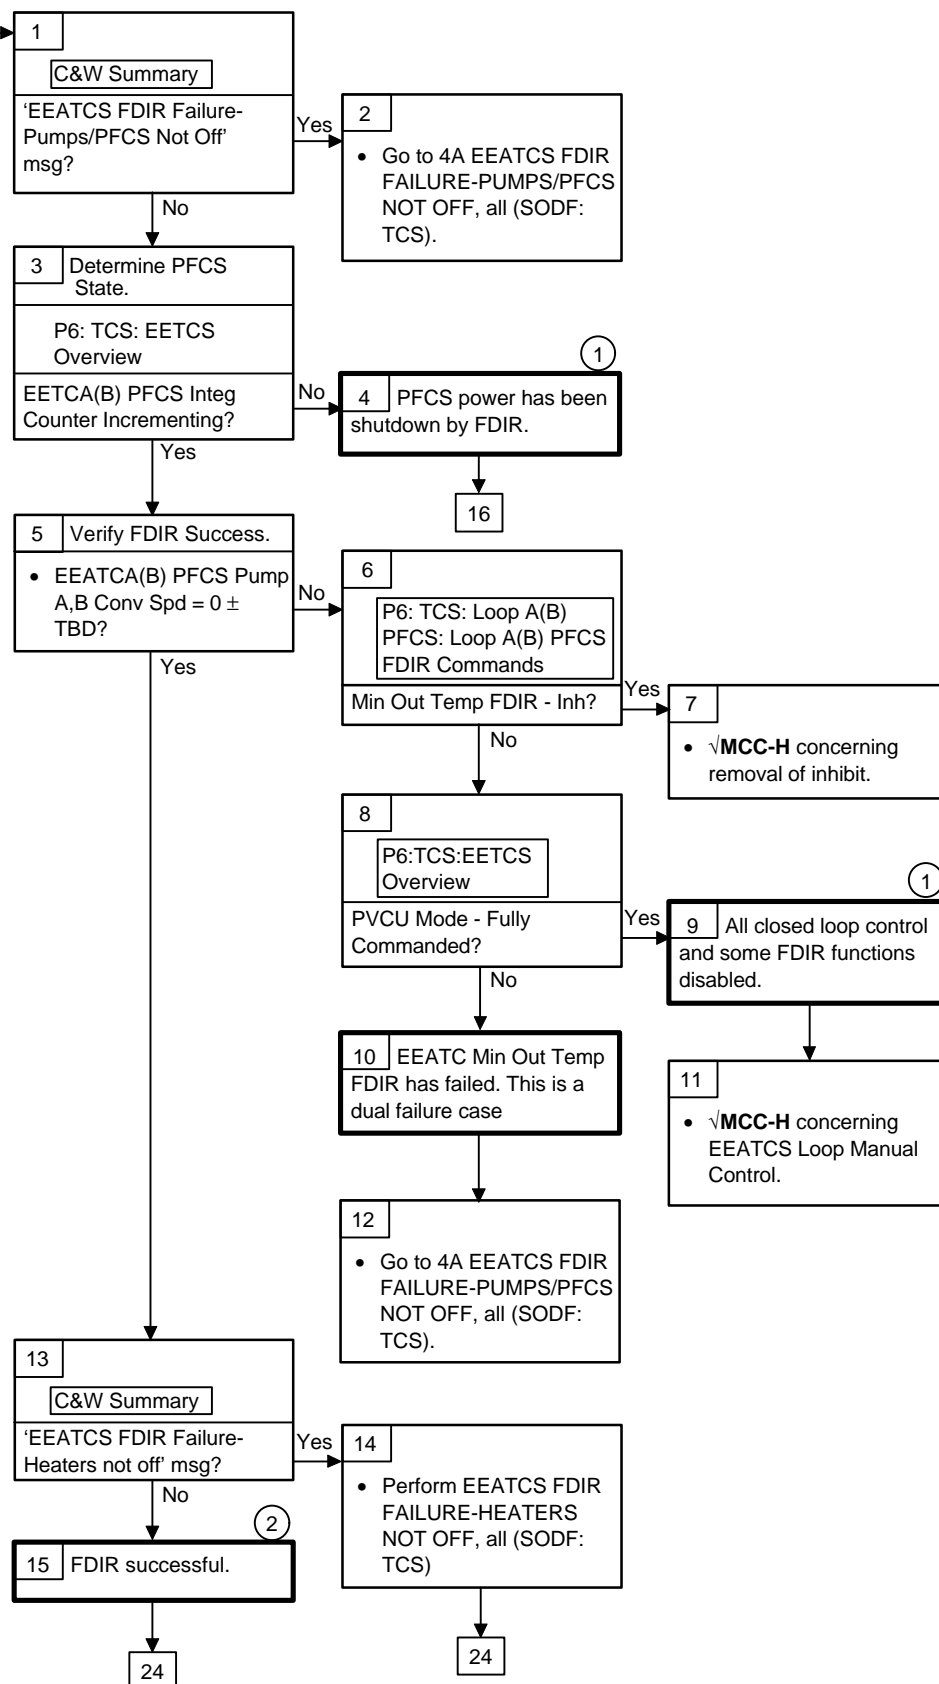 1
C&W Summary
‘EEATCS FDIR Failure-
Pumps/PFCS Not Off’
msg?
Yes
2
• Go to 4A EEATCS FDIR
FAILURE-PUMPS/PFCS
NOT OFF, all (SODF:
TCS).
No
3 Determine PFCS
State.
P6: TCS: EETCS
Overview
EETCA(B) PFCS Integ
Counter Incrementing?
No
1
4 PFCS power has been
shutdown by FDIR.
16
Yes
5 Verify FDIR Success.
• EEATCA(B) PFCS Pump
A,B Conv Spd = 0 ±
TBD?
No
6
P6: TCS: Loop A(B)
PFCS: Loop A(B) PFCS
FDIR Commands
Min Out Temp FDIR - Inh?
Yes
7
• √MCC-H concerning
removal of inhibit.
No
8
P6:TCS:EETCS
Overview
PVCU Mode - Fully
Commanded?
Yes
1
9 All closed loop control
and some FDIR functions
disabled.
11
• √MCC-H concerning
EEATCS Loop Manual
Control.
No
10 EEATC Min Out Temp
FDIR has failed. This is a
dual failure case
12
• Go to 4A EEATCS FDIR
FAILURE-PUMPS/PFCS
NOT OFF, all (SODF:
TCS).
Yes
13
C&W Summary
‘EEATCS FDIR Failure-
Heaters not off’ msg?
Yes
14
• Perform EEATCS FDIR
FAILURE-HEATERS
NOT OFF, all (SODF:
TCS)
24
No
2
15 FDIR successful.
24